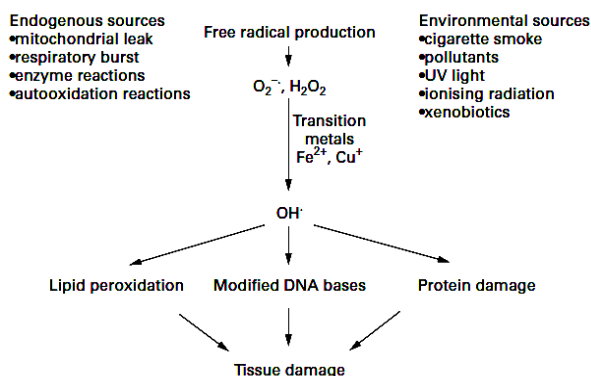 Endogenous sources
•mitochondrial leak
•respiratory burst
•enzyme reactions
•autooxidation reactions
Free radical production
Environmental sources
•cigarette smoke
•pollutants
•UV light
•ionising radiation
•xenobiotics
O₂⁻·, H₂O₂
Transition
metals
Fe²⁺, Cu⁺
OH·
Lipid peroxidation
Modified DNA bases
Protein damage
Tissue damage